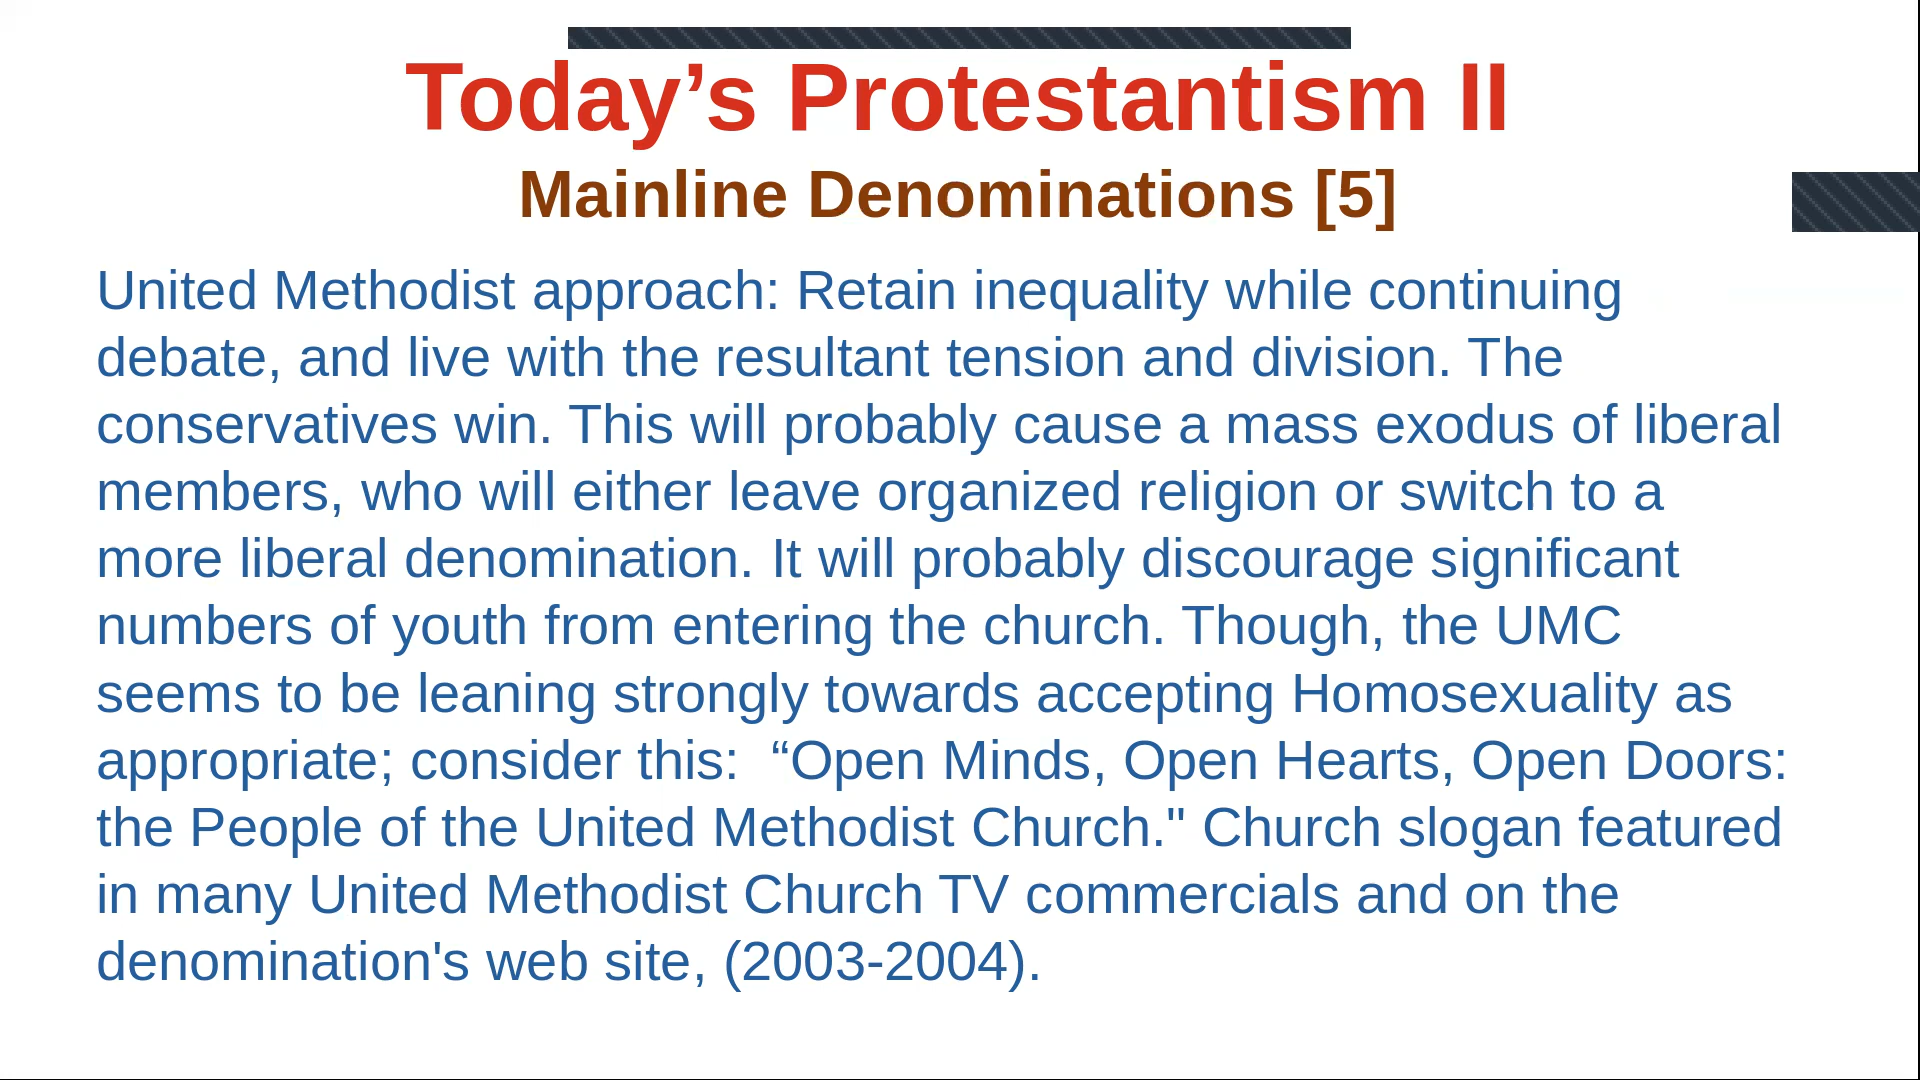 Today’s Protestantism II
Mainline Denominations [5]
United Methodist approach: Retain inequality while continuing
debate, and live with the resultant tension and division. The
conservatives win. This will probably cause a mass exodus of liberal
members, who will either leave organized religion or switch to a
more liberal denomination. It will probably discourage significant
numbers of youth from entering the church. Though, the UMC
seems to be leaning strongly towards accepting Homosexuality as
appropriate; consider this:  “Open Minds, Open Hearts, Open Doors:
the People of the United Methodist Church." Church slogan featured
in many United Methodist Church TV commercials and on the
denomination's web site, (2003-2004).